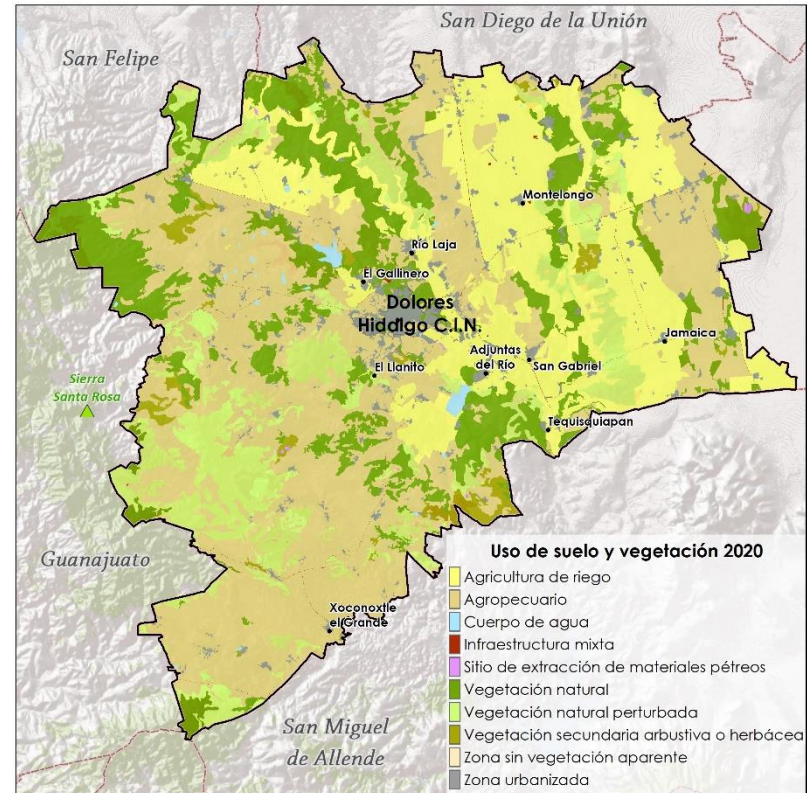 San Diego de la Unión
San Felipe
Montelongo
Río Laja
El Gallinero
Dolores
Hidalgo C.I.N.
Jamaica
Adjuntas
del Río
San Gabriel
El Llanito
Sierra
Santa Rosa
Tequisquiapan
Guanajuato
Uso de suelo y vegetación 2020
Agricultura de riego
Agropecuario
Cuerpo de agua
Infraestructura mixta
Sitio de extracción de materiales pétreos
Vegetación natural
Vegetación natural perturbada
Vegetación secundaria arbustiva o herbácea
Zona sin vegetación aparente
Zona urbanizada
Xoconoxtle
el Grande
San Miguel
de Allende